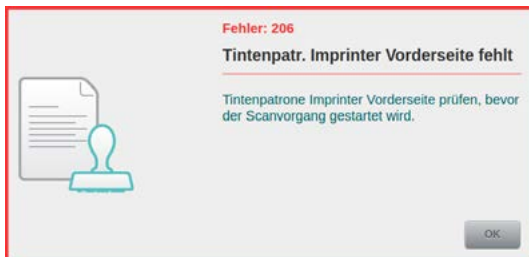 Fehler: 206
Tintenpatr. Imprinter Vorderseite fehlt
Tintenpatrone Imprinter Vorderseite prüfen, bevor
der Scanvorgang gestartet wird.
OK